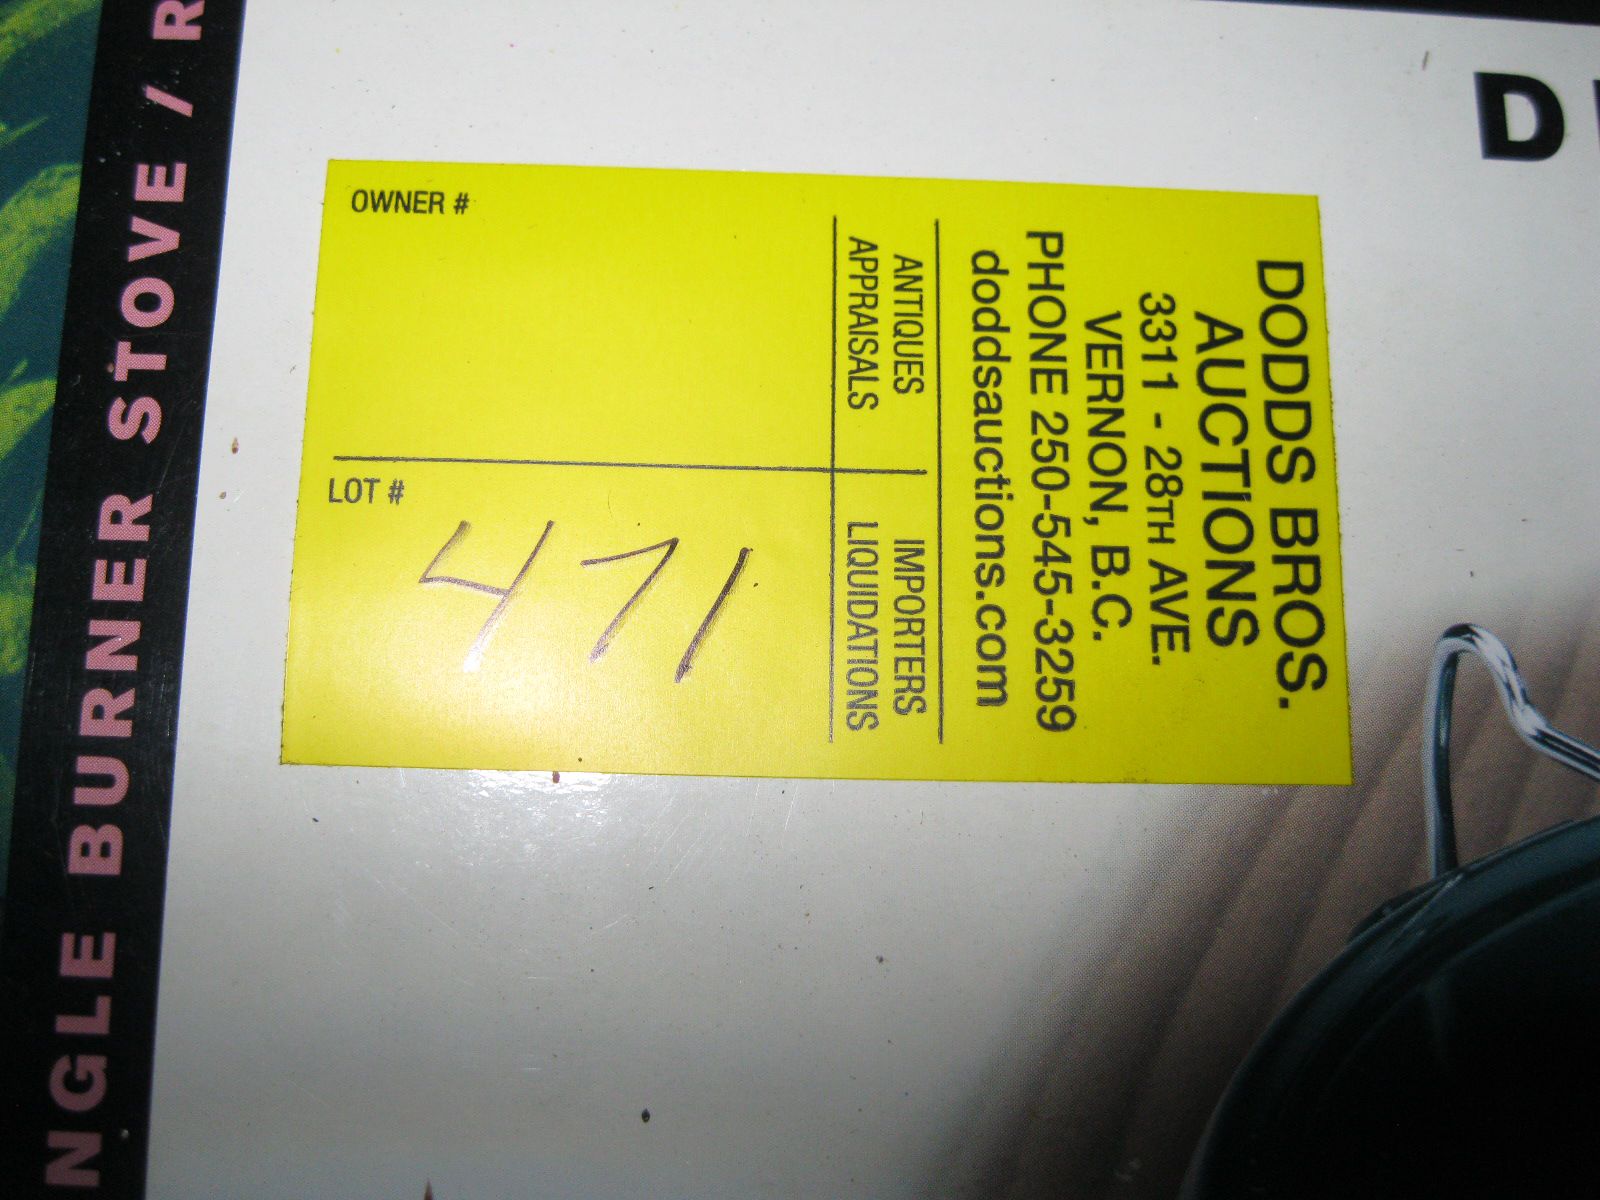 DODDS BROS.
AUCTIONS
3311 - 28TH AVE.
VERNON, B.C.
PHONE 250-545-3259
doddsauctions.com
ANTIQUES IMPORTERS
APPRAISALS LIQUIDATIONS
OWNER #
LOT #
471
NGLE BURNER STOVE / R
D